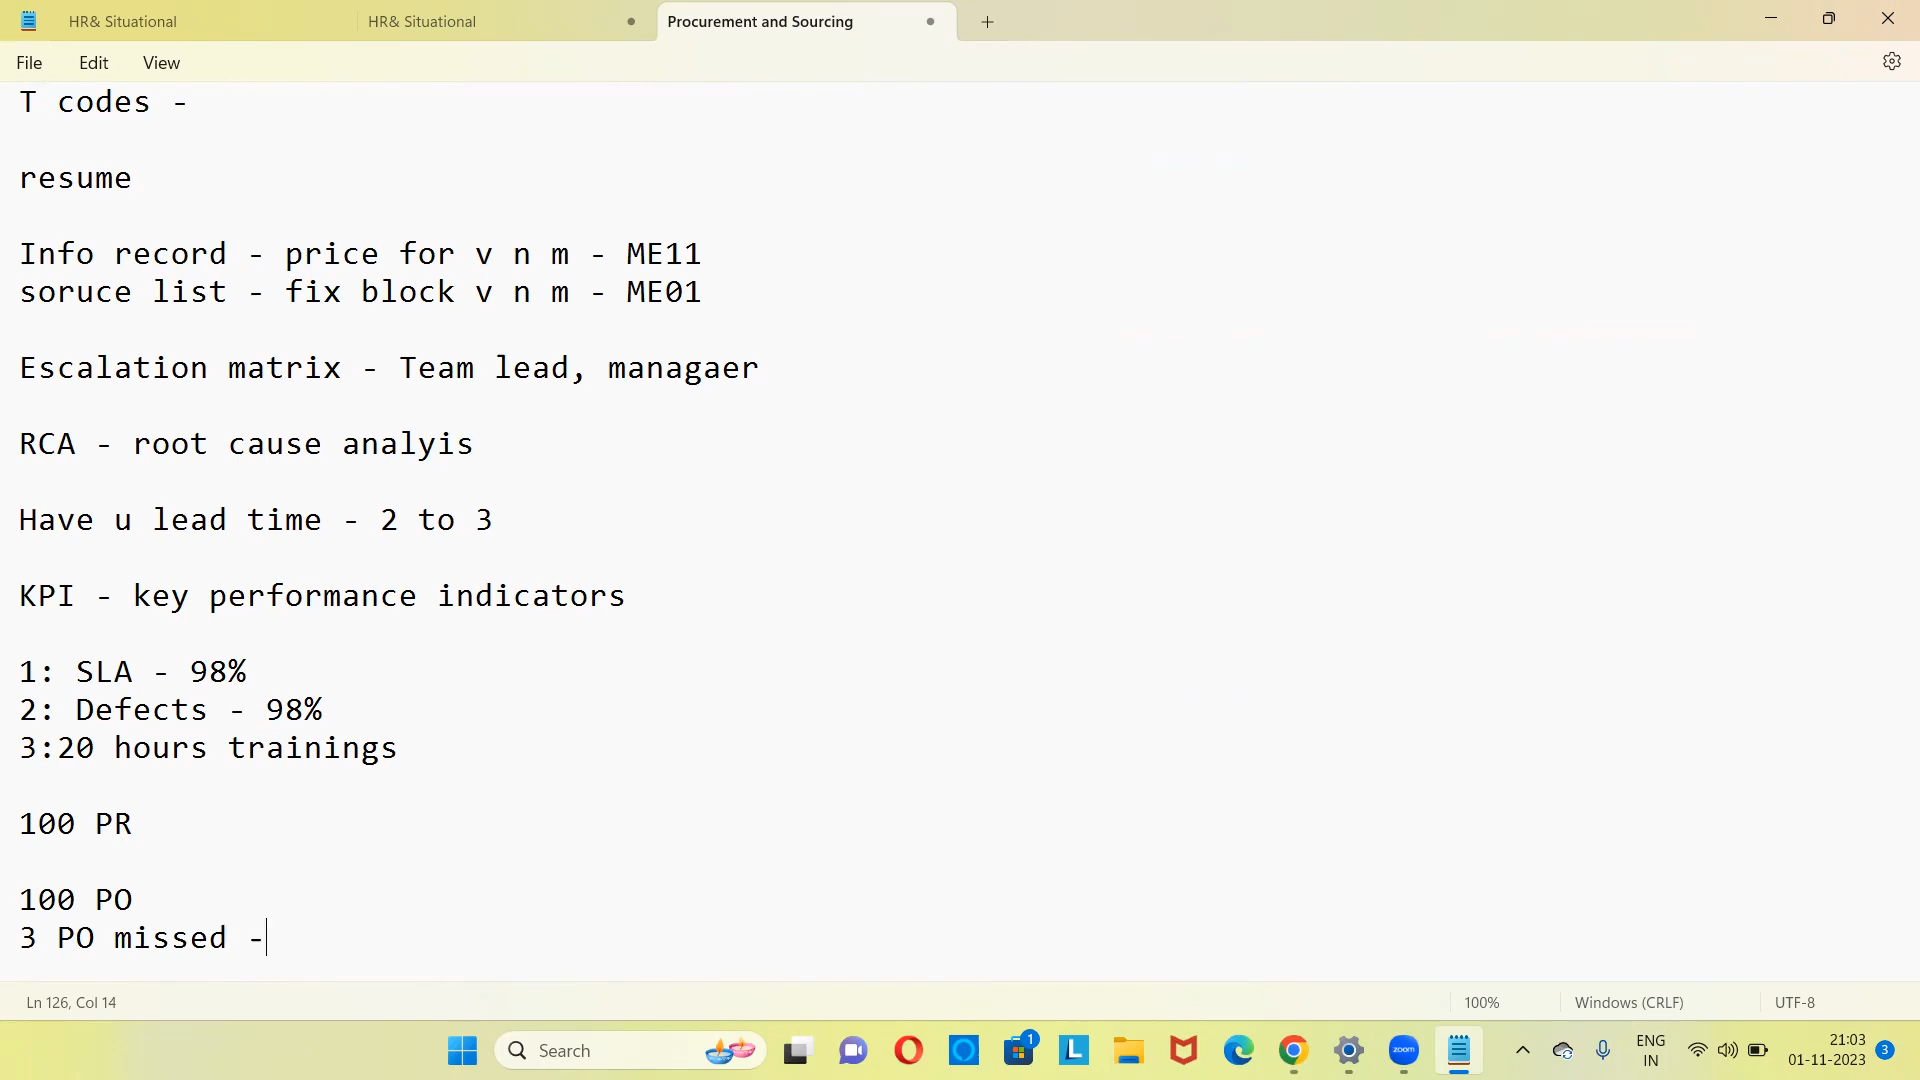 HR& Situational
HR& Situational
Procurement and Sourcing
File Edit View
T codes -
resume
Info record - price for v n m - ME11
soruce list - fix block v n m - ME01
Escalation matrix - Team lead, managaer
RCA - root cause analyis
Have u lead time - 2 to 3
KPI - key performance indicators
1: SLA - 98%
2: Defects - 98%
3:20 hours trainings
100 PR
100 PO
3 PO missed -
Ln 126, Col 14
100%
Windows (CRLF)
UTF-8
Search
1
L
zoom
ENG
IN
21:03
01-11-2023
3